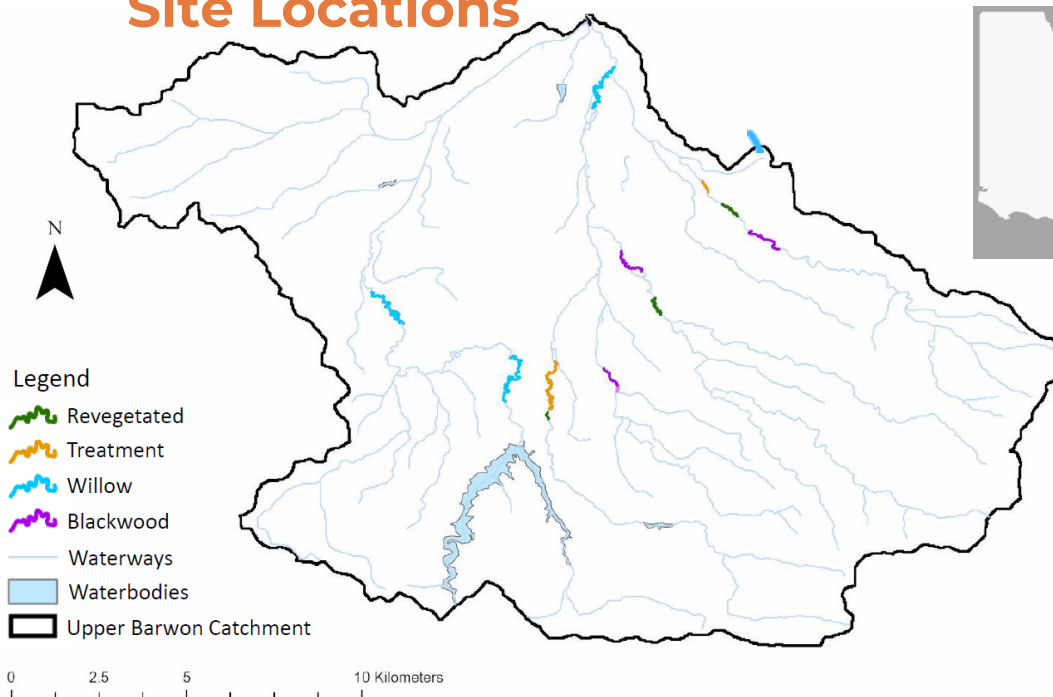 Site Locations
N
Legend
Revegetated
Treatment
Willow
Blackwood
Waterways
Waterbodies
Upper Barwon Catchment
0 2.5 5 10 Kilometers